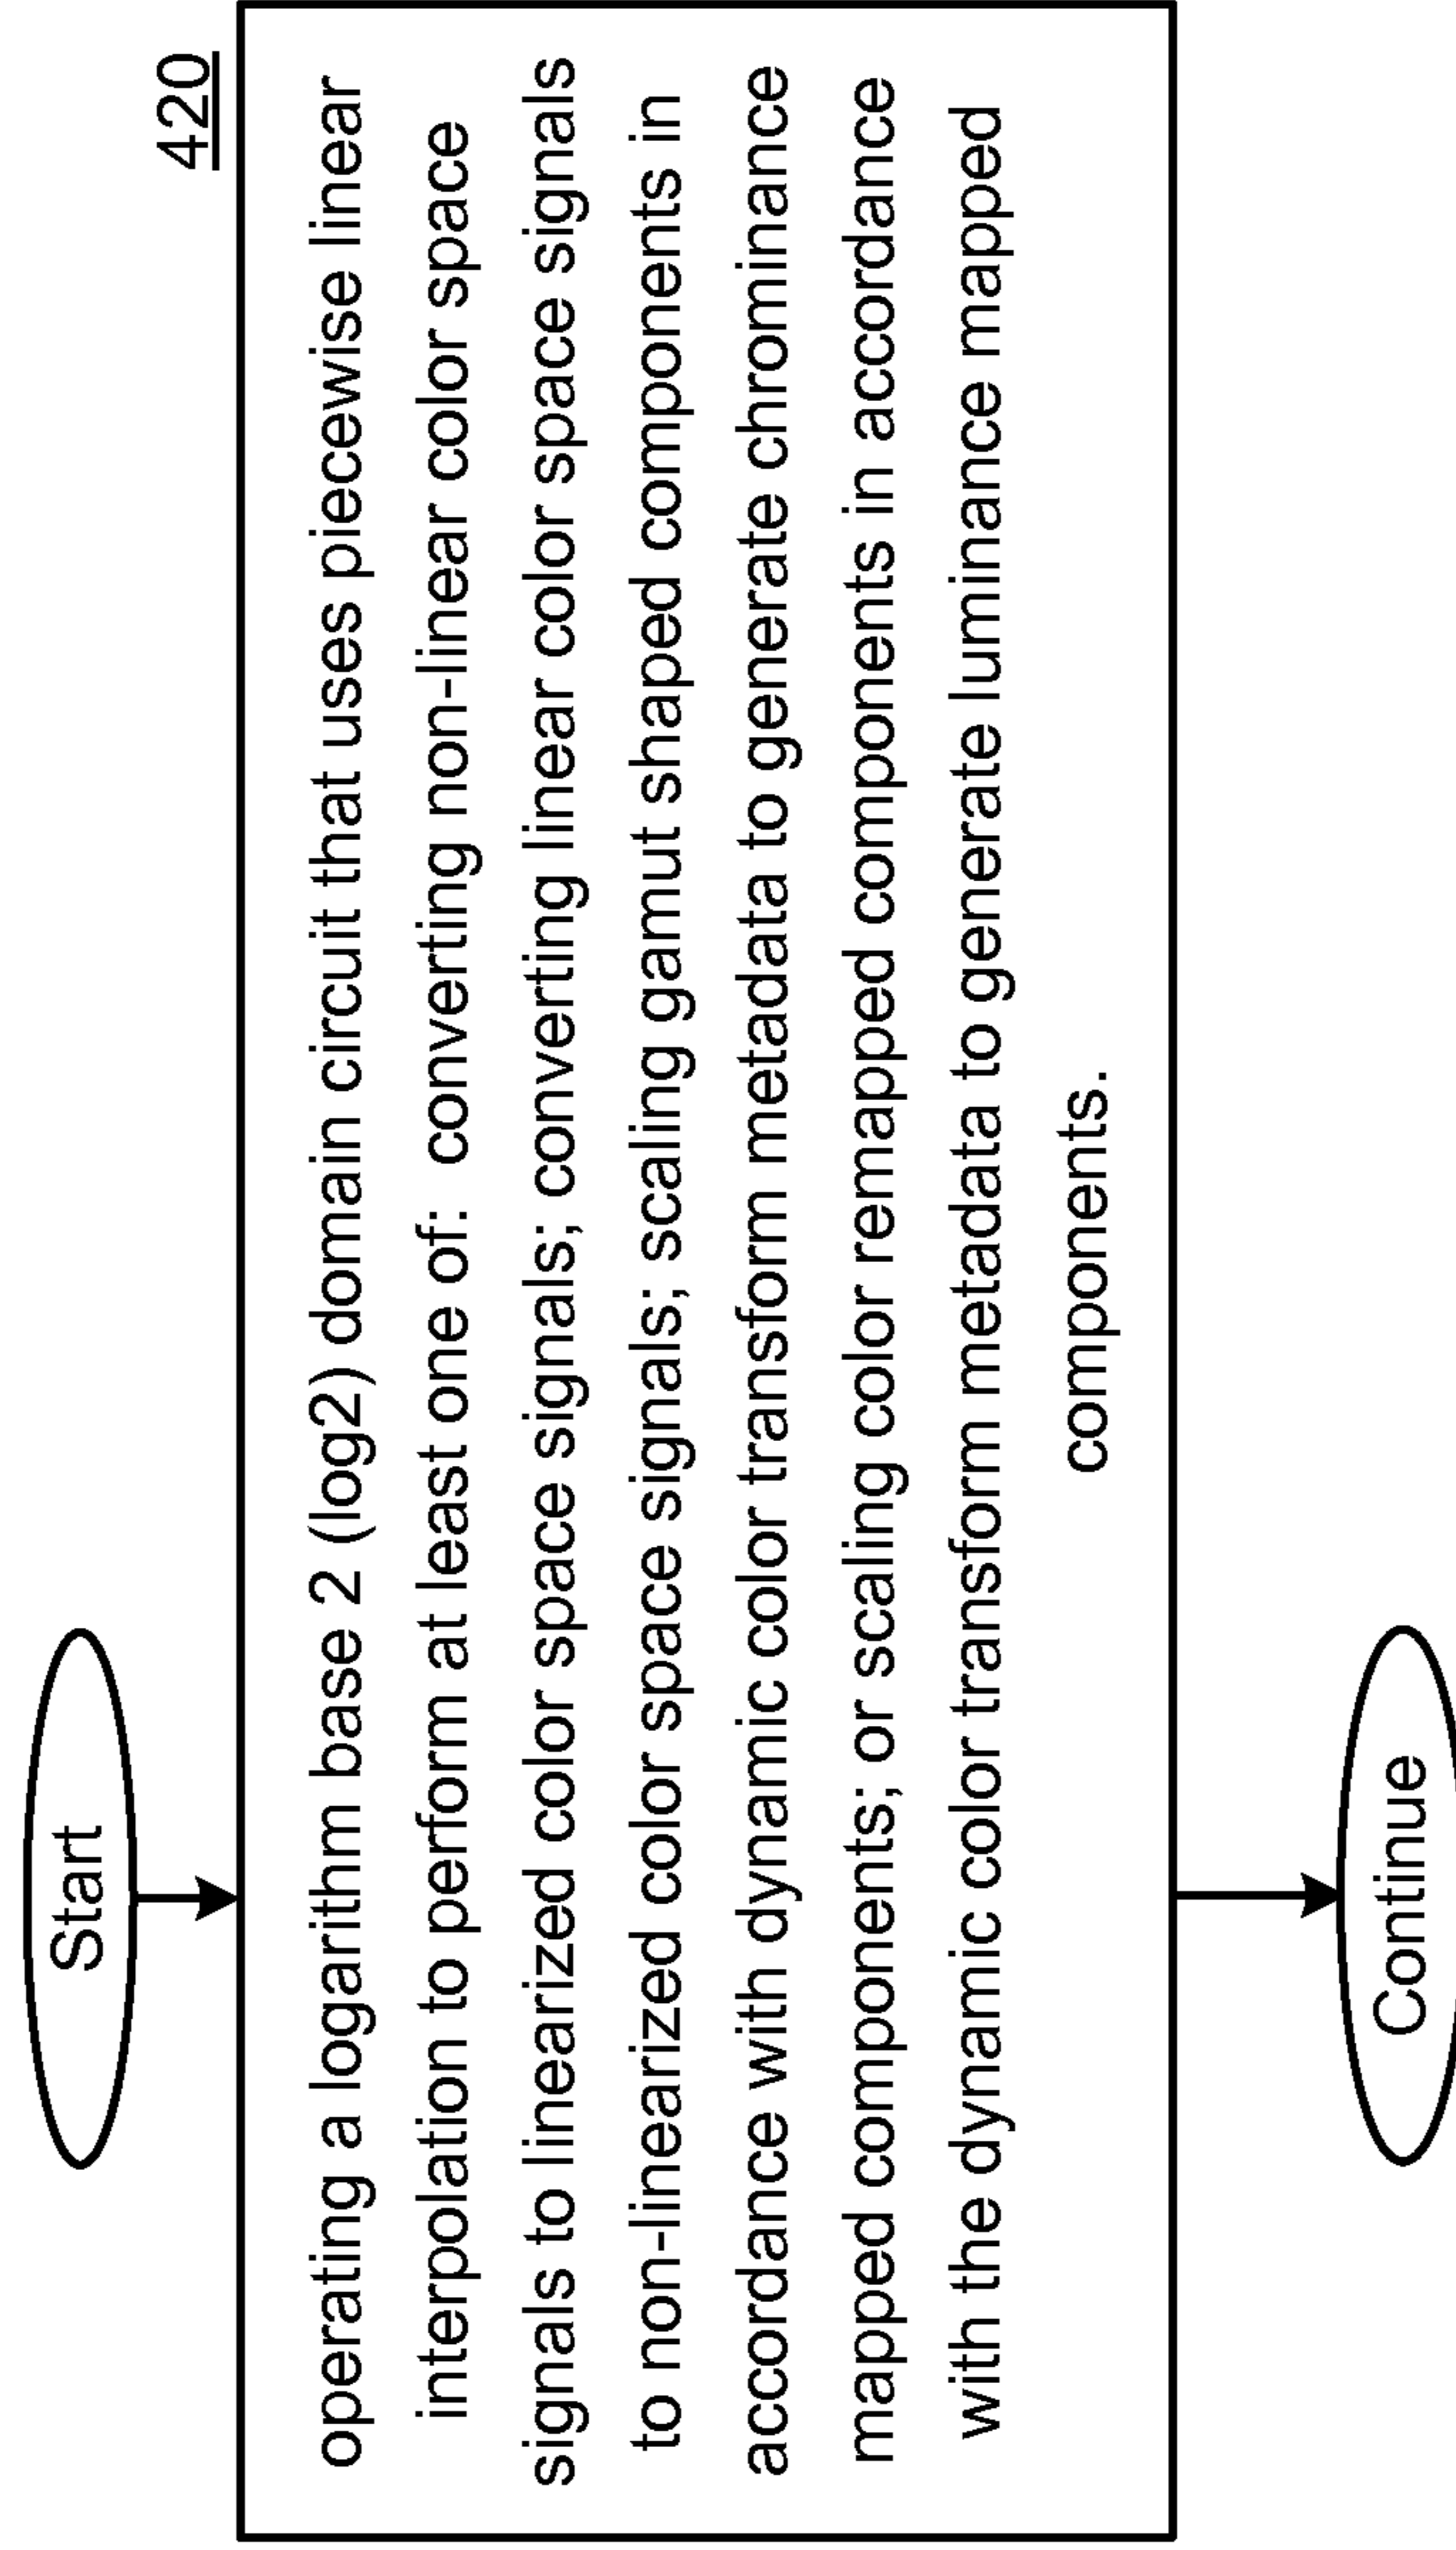 Start
420
operating a logarithm base 2 (log2) domain circuit that uses piecewise linear
interpolation to perform at least one of: converting non-linear color space
signals to linearized color space signals; converting linear color space signals
to non-linearized color space signals; scaling gamut shaped components in
accordance with dynamic color transform metadata to generate chrominance
mapped components; or scaling color remapped components in accordance
with the dynamic color transform metadata to generate luminance mapped
components.
Continue